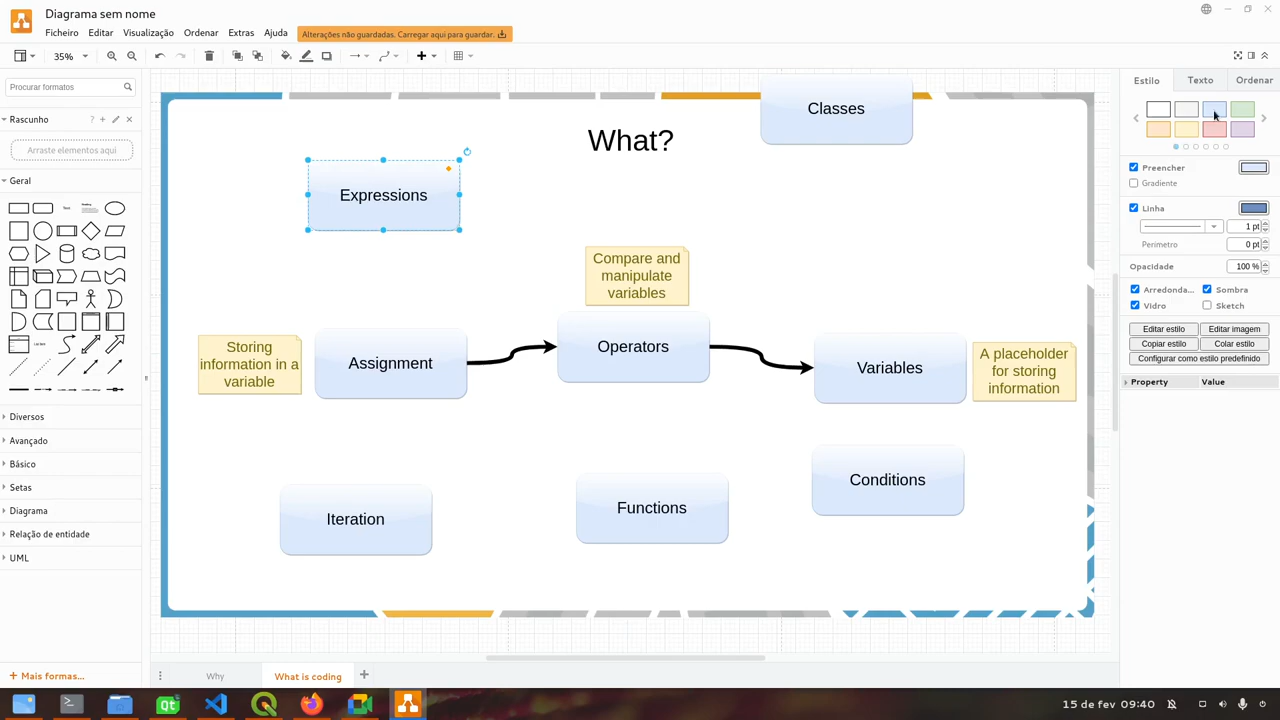 Diagrama sem nome
Ficheiro Editar Visualização Ordenar Extras Ajuda Alterações não guardadas. Carregar aqui para guardar.
35%
Procurar formatos
Rascunho
?
Arraste elementos aqui
Geral
Text
Heading
List Item
Diversos
Avançado
Básico
Setas
Diagrama
Relação de entidade
UML
+ Mais formas...
What?
Classes
Expressions
Compare and
manipulate
variables
Storing
information in a
variable
Assignment
Operators
Variables
A placeholder
for storing
information
Conditions
Iteration
Functions
Why What is coding
Estilo Texto Ordenar
Preencher
Gradiente
Linha
1 pt
Perímetro 0 pt
Opacidade 100 %
Arredonda... Sombra
Vidro Sketch
Editar estilo Editar imagem
Copiar estilo Colar estilo
Configurar como estilo predefinido
Property Value
Qt
15 de fev 09:40